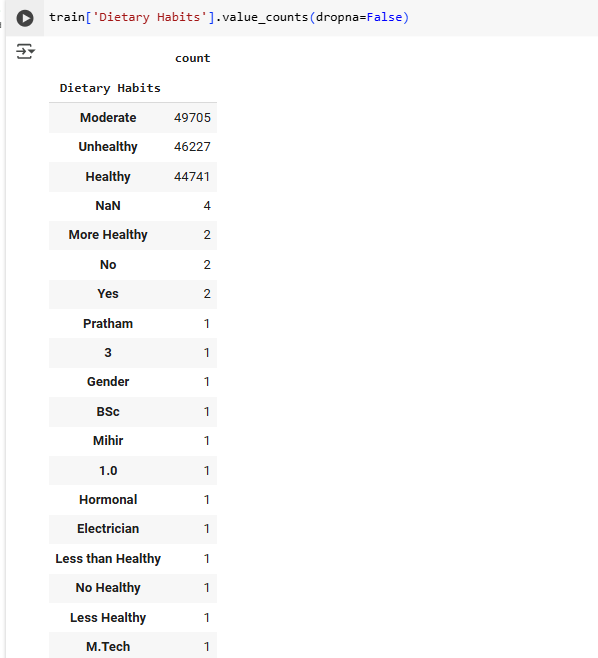 train['Dietary Habits'].value_counts(dropna=False)
count
Dietary Habits
Moderate 49705
Unhealthy 46227
Healthy 44741
NaN 4
More Healthy 2
No 2
Yes 2
Pratham 1
3 1
Gender 1
BSc 1
Mihir 1
1.0 1
Hormonal 1
Electrician 1
Less than Healthy 1
No Healthy 1
Less Healthy 1
M.Tech 1